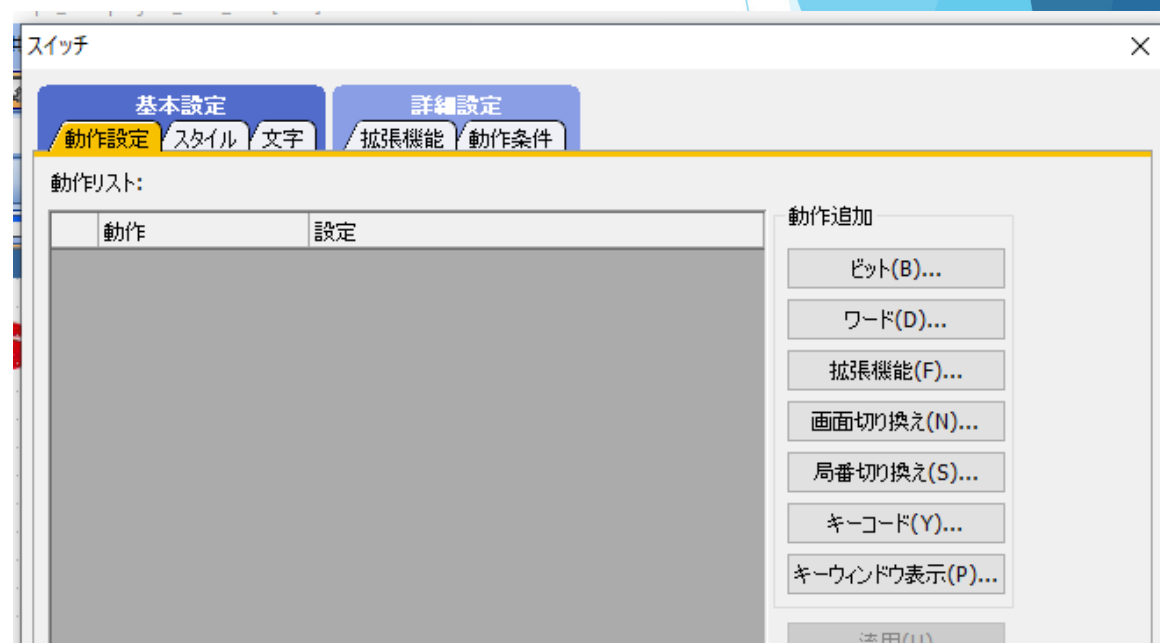 スイッチ
基本設定
詳細設定
動作設定
スタイル
文字
拡張機能
動作条件
動作リスト:
動作
設定
動作追加
ビット(B)...
ワード(D)...
拡張機能(F)...
画面切り換え(N)...
局番切り換え(S)...
キーコード(Y)...
キーウィンドウ表示(P)...